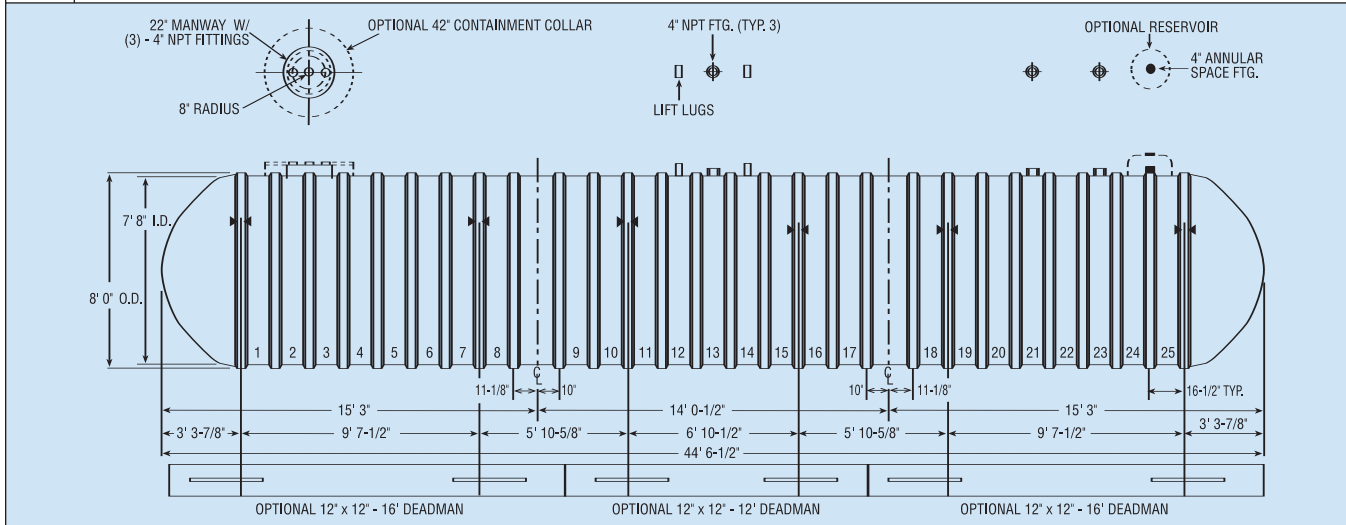 22" MANWAY W/
(3) - 4" NPT FITTINGS
OPTIONAL 42" CONTAINMENT COLLAR
4" NPT FTG. (TYP. 3)
OPTIONAL RESERVOIR
4" ANNULAR
SPACE FTG.
8" RADIUS
LIFT LUGS
7' 8" I.D.
8' 0" O.D.
1 2 3 4 5 6 7 8 9 10 11 12 13 14 15 16 17 18 19 20 21 22 23 24 25
11-1/8" CL 10"
10" CL 11-1/8"
16-1/2" TYP.
15' 3" 14' 0-1/2" 15' 3"
3' 3-7/8" 9' 7-1/2" 5' 10-5/8" 6' 10-1/2" 5' 10-5/8" 9' 7-1/2" 3' 3-7/8"
44' 6-1/2"
OPTIONAL 12" x 12" - 16' DEADMAN OPTIONAL 12" x 12" - 12' DEADMAN OPTIONAL 12" x 12" - 16' DEADMAN